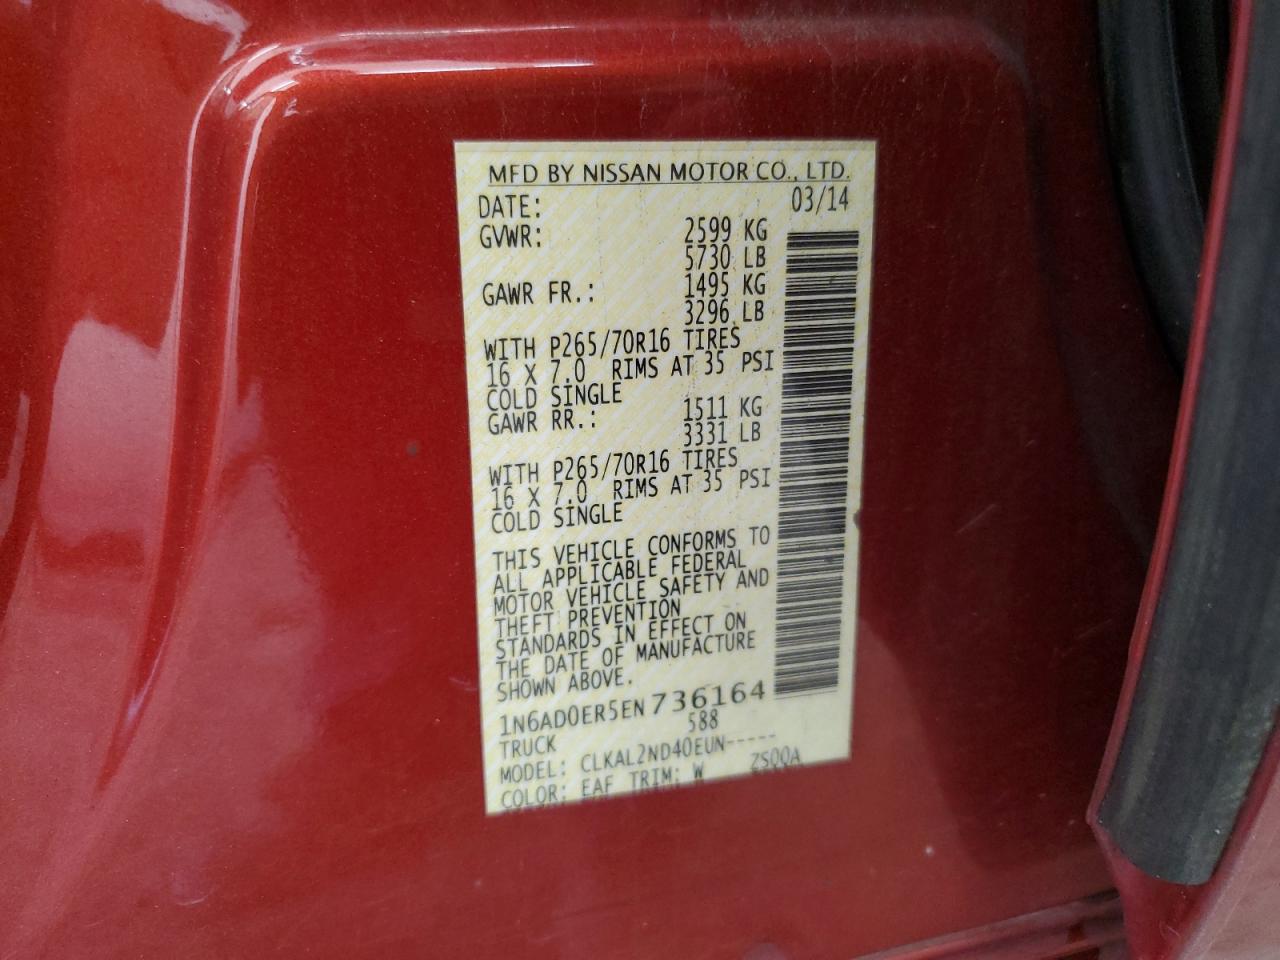 MFD BY NISSAN MOTOR CO., LTD.
DATE: 03/14
GVWR: 2599 KG
5730 LB
GAWR FR.: 1495 KG
3296 LB
WITH P265/70R16 TIRES
16 X 7.0 RIMS AT 35 PSI
COLD SINGLE
GAWR RR.: 1511 KG
3331 LB
WITH P265/70R16 TIRES
16 X 7.0 RIMS AT 35 PSI
COLD SINGLE
THIS VEHICLE CONFORMS TO
ALL APPLICABLE FEDERAL
MOTOR VEHICLE SAFETY AND
THEFT PREVENTION
STANDARDS IN EFFECT ON
THE DATE OF MANUFACTURE
SHOWN ABOVE.
1N6AD0ER5EN736164
TRUCK 588
MODEL: CLKAL2ND40EUN-----
COLOR: EAF TRIM: W ZSQQA